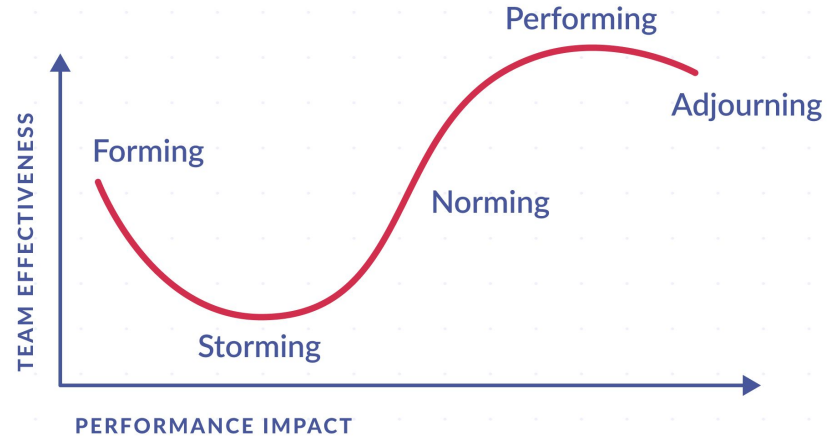 Performing
Adjourning
Forming
Norming
Storming
TEAM EFFECTIVENESS
PERFORMANCE IMPACT